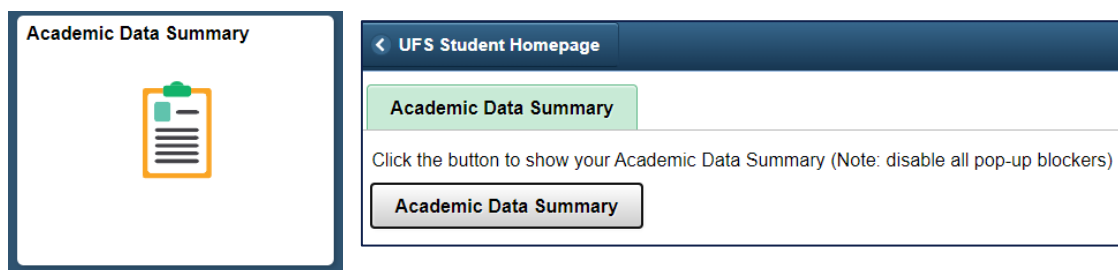 Academic Data Summary
UFS Student Homepage
Academic Data Summary
Click the button to show your Academic Data Summary (Note: disable all pop-up blockers)
Academic Data Summary